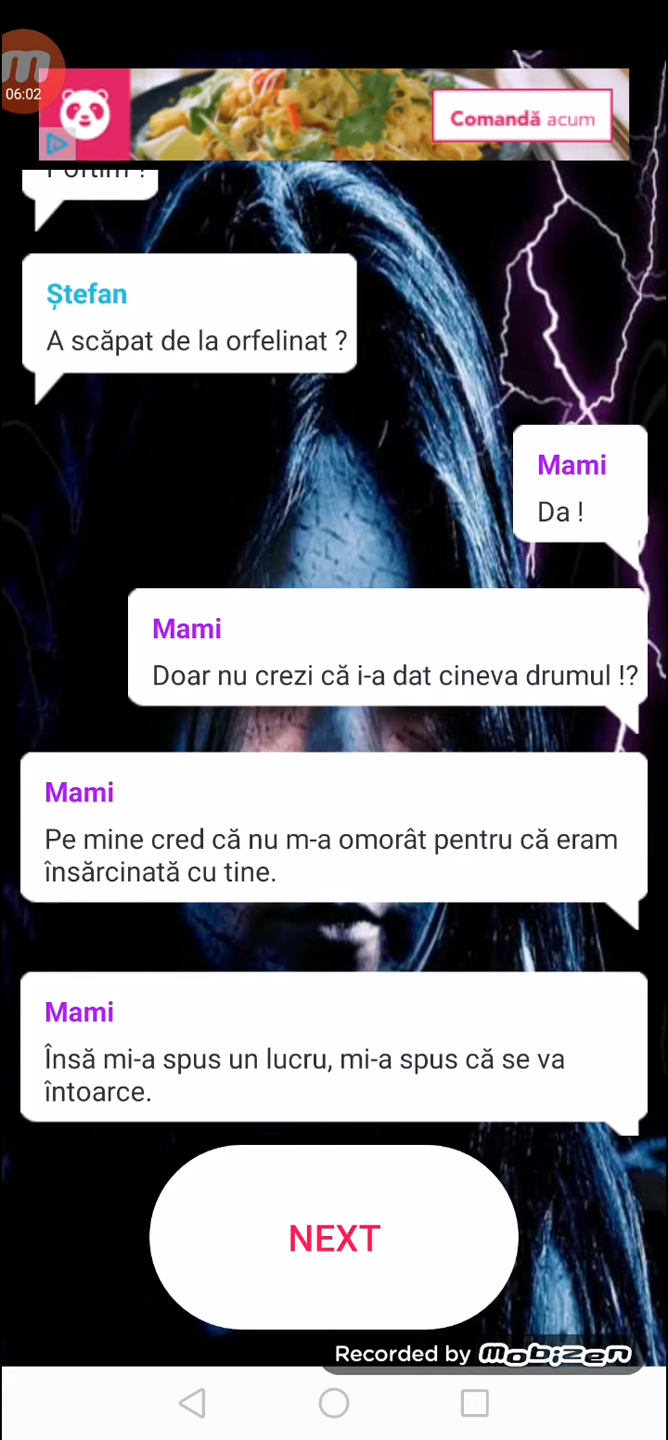 06:02
Comandă acum
Ștefan
A scăpat de la orfelinat ?
Mami
Da !
Mami
Doar nu crezi că i-a dat cineva drumul !?
Mami
Pe mine cred că nu m-a omorât pentru că eram
însărcinată cu tine.
Mami
Însă mi-a spus un lucru, mi-a spus că se va
întoarce.
NEXT
Recorded by mobizen